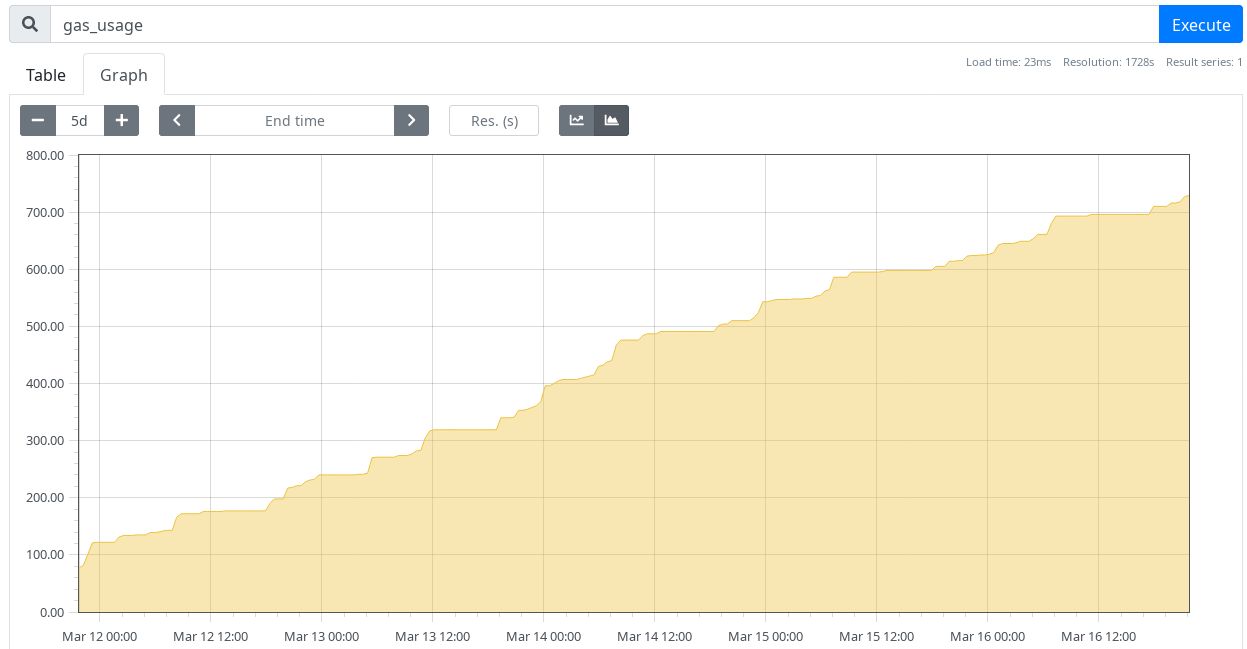 gas_usage
Execute
Load time: 23ms Resolution: 1728s Result series: 1
Table Graph
5d End time Res. (s)
800.00
700.00
600.00
500.00
400.00
300.00
200.00
100.00
0.00
Mar 12 00:00 Mar 12 12:00 Mar 13 00:00 Mar 13 12:00 Mar 14 00:00 Mar 14 12:00 Mar 15 00:00 Mar 15 12:00 Mar 16 00:00 Mar 16 12:00